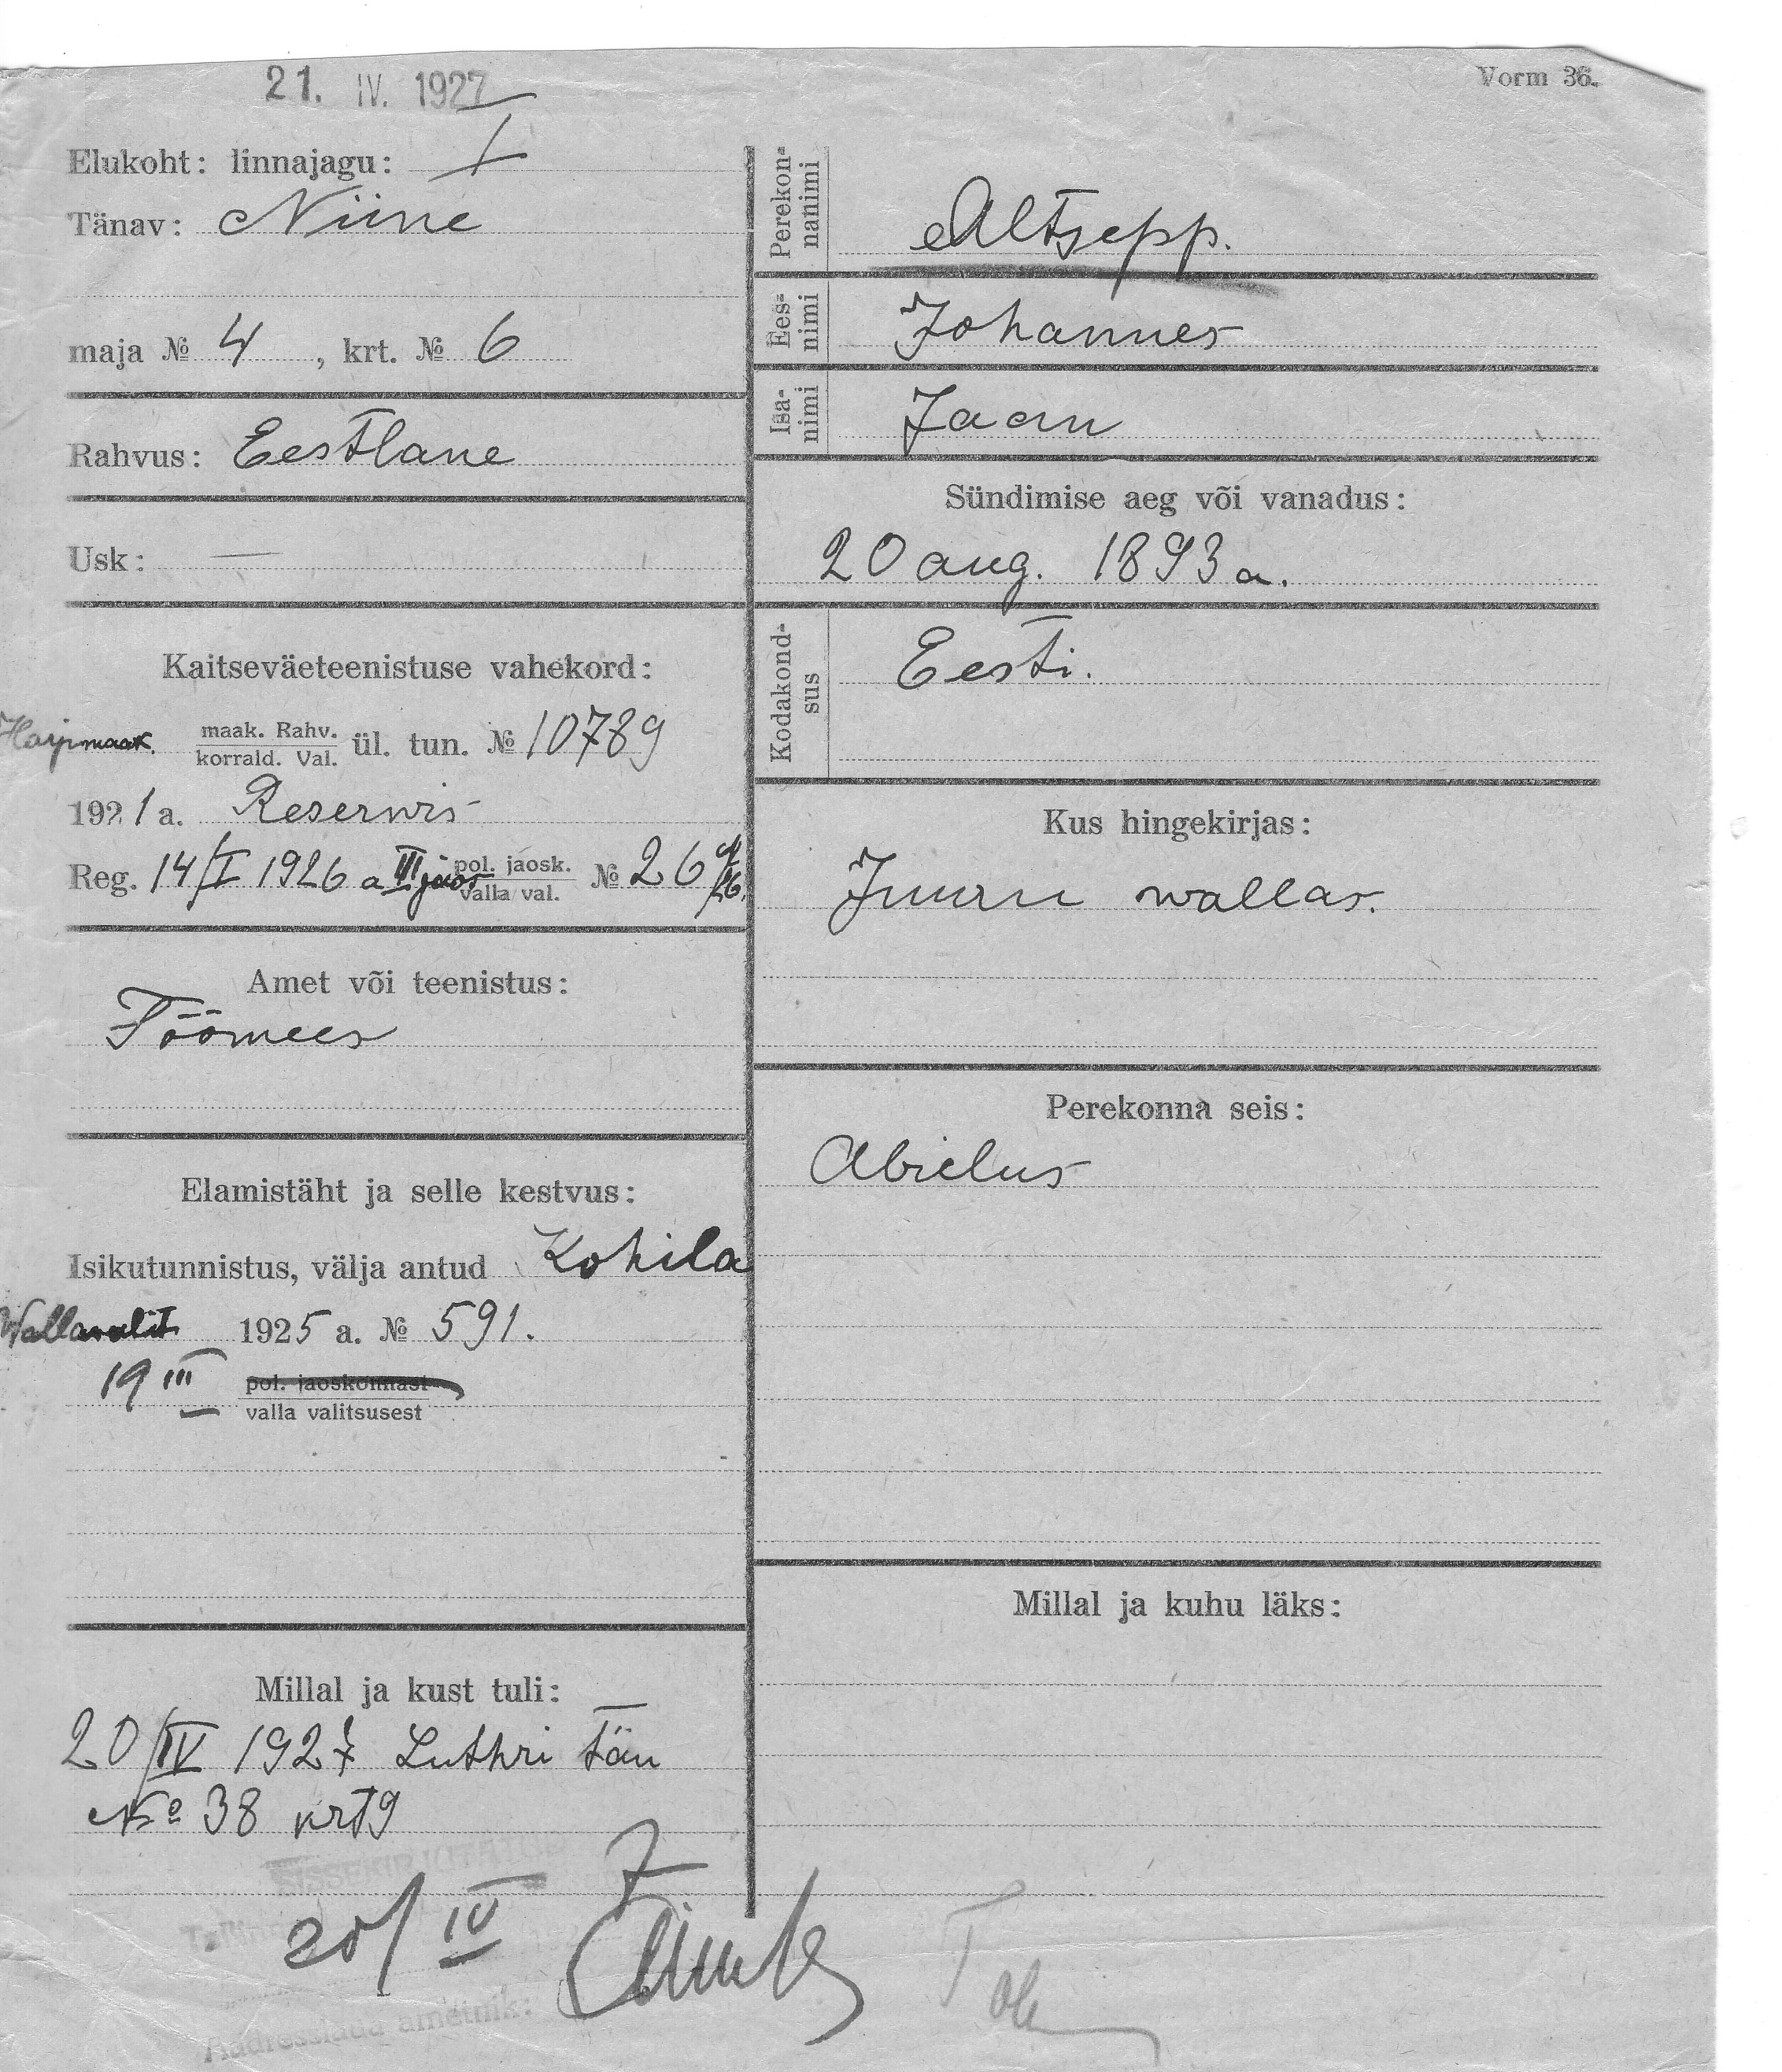 21. IV. 1927
Vorm 36.
Elukoht: linnajagu: I
Tänav: Niine
maja № 4, krt. № 6
Rahvus: Eestlane
Usk: —
Kaitseväeteenistuse vahekord:
Harjumaak. maak. Rahv. korrald. Val. ül. tun. № 10789
1921 a. Reserwis
Reg. 14/I 1926 a III jaos pol. jaosk. valla val. № 26
Amet või teenistus:
Töömees
Elamistäht ja selle kestvus:
Isikutunnistus, välja antud Kohila
Wallavalit. 1925 a. № 591.
19 III pol. jaoskonnast
valla valitsusest
Millal ja kust tuli:
20/IV 1927 Luthri tän
№ 38 krt 9
SISSEKIRJUTATUD
20/IV 7
Aadresslaua ametnik:
Perekonnanimi
Altsepp.
Eesnimi
Johannes
Isanimi
Jaan
Sündimise aeg või vanadus:
20 aug. 1893 a.
Kodakondsus
Eesti.
Kus hingekirjas:
Juuru wallas.
Perekonna seis:
Abielus
Millal ja kuhu läks: